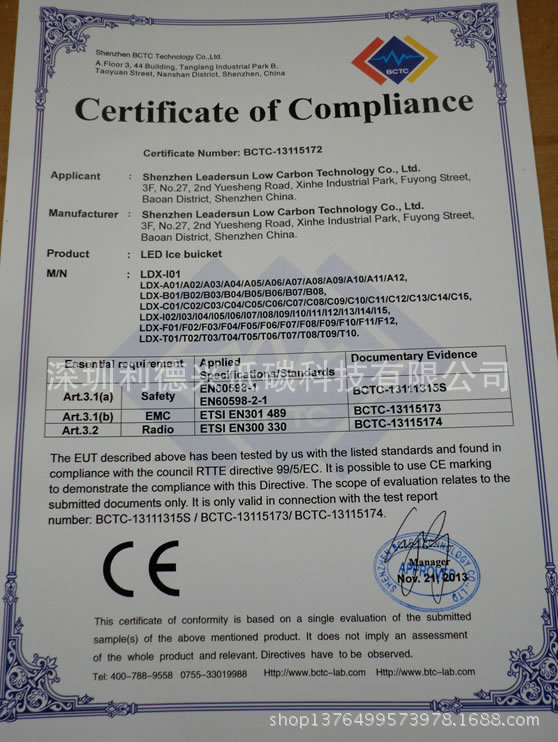 Shenzhen BCTC Technology Co.,Ltd.
A.Floor 3, 44 Building, Tanglang Industrial Park B,
Taoyuan Street, Nanshan District, Shenzhen, China
BCTC
Certificate of Compliance
Certificate Number: BCTC-13115172
Applicant : Shenzhen Leadersun Low Carbon Technology Co., Ltd.
3F, No.27, 2nd Yuesheng Road, Xinhe Industrial Park, Fuyong Street,
Baoan District, Shenzhen China.
Manufacturer : Shenzhen Leadersun Low Carbon Technology Co., Ltd.
3F, No.27, 2nd Yuesheng Road, Xinhe Industrial Park, Fuyong Street,
Baoan District, Shenzhen China.
Product : LED Ice buicket
M/N : LDX-I01
LDX-A01/A02/A03/A04/A05/A06/A07/A08/A09/A10/A11/A12,
LDX-B01/B02/B03/B04/B05/B06/B07/B08,
LDX-C01/C02/C03/C04/C05/C06/C07/C08/C09/C10/C11/C12/C13/C14/C15,
LDX-I02/I03/I04/I05/I06/I07/I08/I09/I10/I11/I12/I13/I14/I15,
LDX-F01/F02/F03/F04/F05/F06/F07/F08/F09/F10/F11/F12,
LDX-T01/T02/T03/T04/T05/T06/T07/T08/T09/T10.
Essential requirement Applied Specifications/Standards Documentary Evidence
Art.3.1(a) Safety EN60598-1 BCTC-13111315S
EN60598-2-1
Art.3.1(b) EMC ETSI EN301 489 BCTC-13115173
Art.3.2 Radio ETSI EN300 330 BCTC-13115174
The EUT described above has been tested by us with the listed standards and found in
compliance with the council RTTE directive 99/5/EC. It is possible to use CE marking
to demonstrate the compliance with this Directive. The scope of evaluation relates to the
submitted documents only. It is only valid in connection with the test report
number: BCTC-13111315S / BCTC-13115173/ BCTC-13115174.
CE
Manager
APPROVED
Nov. 21, 2013
This certificate of conformity is based on a single evaluation of the submitted
sample(s) of the above mentioned product. It does not imply an assessment
of the whole product and relevant. Directives have to be observed.
Tel: 400-788-9558 0755-33019988 Http://www.bctc-lab.com Http://www.btc-lab.com
shop1376499573978.1688.com